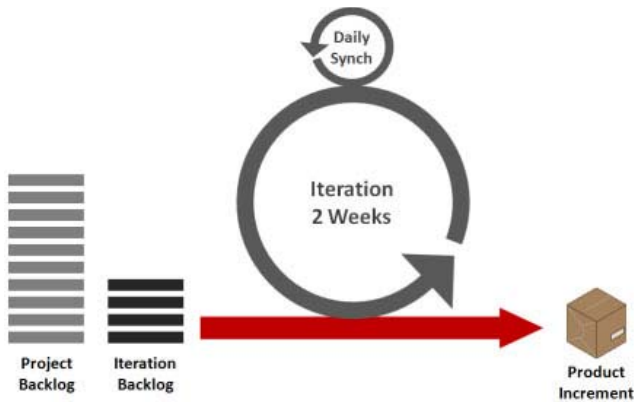 Daily
Synch
Iteration
2 Weeks
Project
Backlog
Iteration
Backlog
Product
Increment